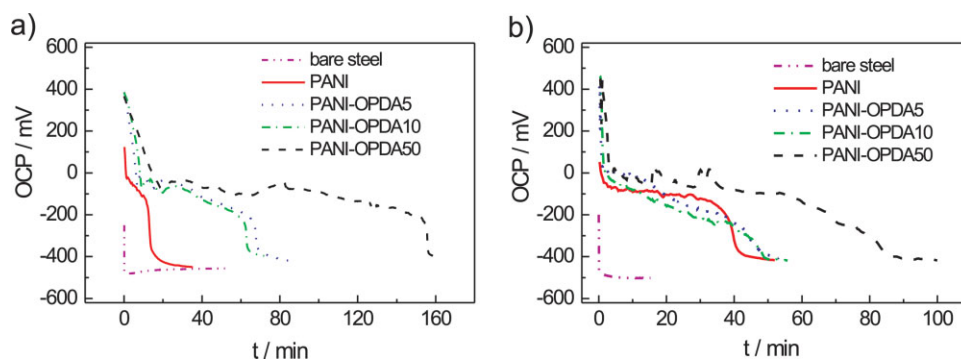 a)
600
400
200
0
-200
-400
-600
OCP / mV
bare steel
PANI
PANI-OPDA5
PANI-OPDA10
PANI-OPDA50
0
40
80
120
160
t / min
b)
600
400
200
0
-200
-400
-600
OCP / mV
bare steel
PANI
PANI-OPDA5
PANI-OPDA10
PANI-OPDA50
0
20
40
60
80
100
t / min